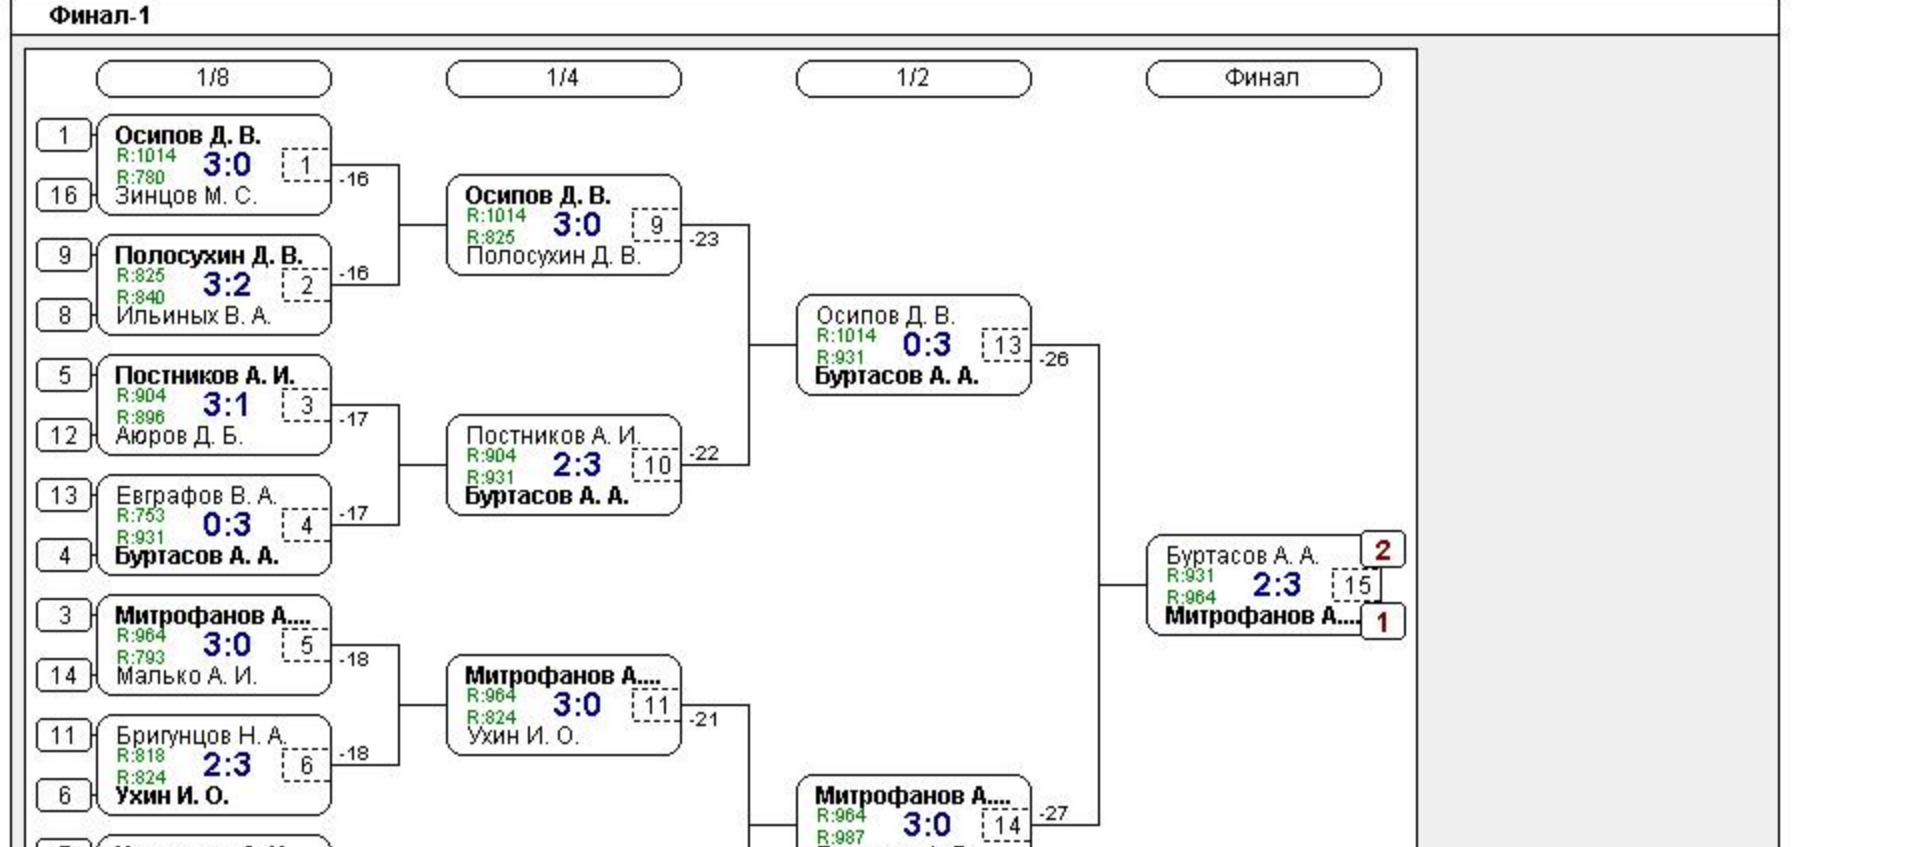 Финал-1
1/8
1/4
1/2
Финал
1
Осипов Д. В.
R:1014
3:0
1
R:780
16
Зинцов М. С.
-16
9
Полосухин Д. В.
R:825
3:2
2
R:840
8
Ильиных В. А.
-16
5
Постников А. И.
R:904
3:1
3
R:896
12
Аюров Д. Б.
-17
13
Евграфов В. А.
R:753
0:3
4
R:931
4
Буртасов А. А.
-17
3
Митрофанов А....
R:964
3:0
5
R:793
14
Малько А. И.
-18
11
Бригунцов Н. А.
R:818
2:3
6
R:824
6
Ухин И. О.
-18
Осипов Д. В.
R:1014
3:0
9
R:825
Полосухин Д. В.
-23
Постников А. И.
R:904
2:3
10
R:931
Буртасов А. А.
-22
Митрофанов А....
R:964
3:0
11
R:824
Ухин И. О.
-21
Осипов Д. В.
R:1014
0:3
13
R:931
Буртасов А. А.
-26
Митрофанов А....
R:964
3:0
14
R:987
-27
Буртасов А. А.
2
R:931
2:3
15
R:964
Митрофанов А....
1